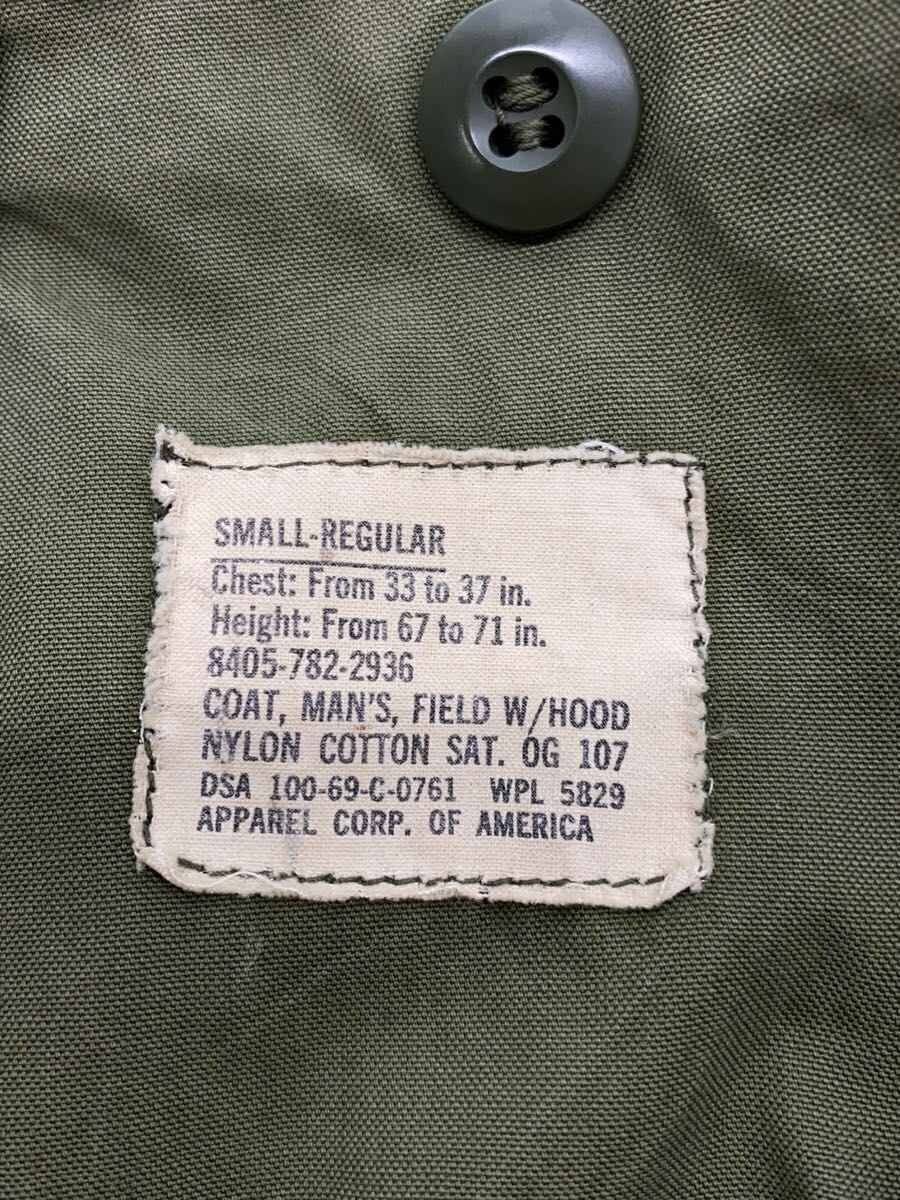 SMALL-REGULAR
Chest: From 33 to 37 in.
Height: From 67 to 71 in.
8405-782-2936
COAT, MAN'S, FIELD W/HOOD
NYLON COTTON SAT. OG 107
DSA 100-69-C-0761 WPL 5829
APPAREL CORP. OF AMERICA